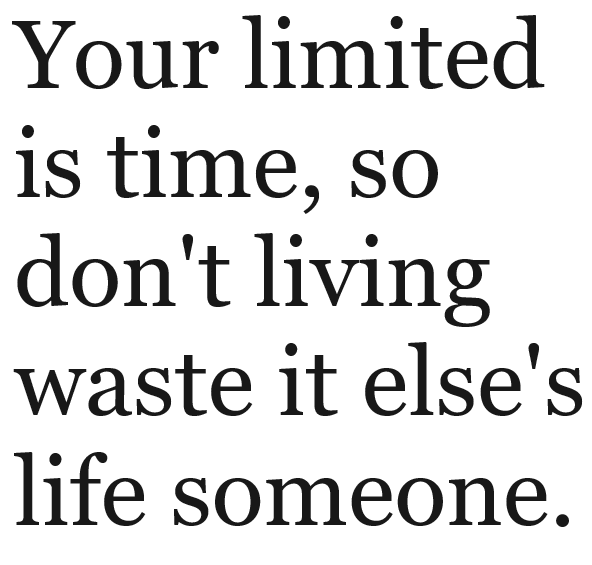 Your limited
is time, so
don't living
waste it else's
life someone.